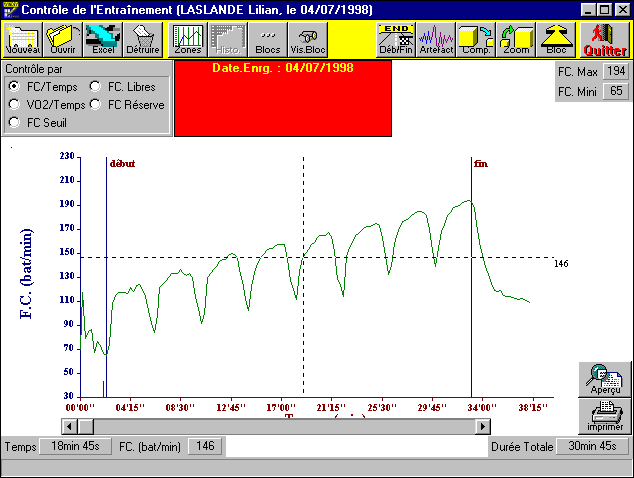 Contrôle de l'Entraînement (LASLANDE Lilian, le 04/07/1998)
Nouveau Ouvrir Excel Détruire Zones Histo. Blocs Vis.Bloc END Déb/Fin Artéfact Comp. Zoom Bloc Quitter
Contrôle par
FC/Temps FC. Libres
VO2/Temps FC Réserve
FC Seuil
Date.Enrg. : 04/07/1998
FC. Max 194
FC. Mini 65
F.C. (bat/min)
230
210
190
170
150
130
110
90
70
50
30
début
fin
146
00'00'' 04'15'' 08'30'' 12'45'' 17'00'' 21'15'' 25'30'' 29'45'' 34'00'' 38'15''
Aperçu
imprimer
Temps 18min 45s FC. (bat/min) 146 Durée Totale 30min 45s